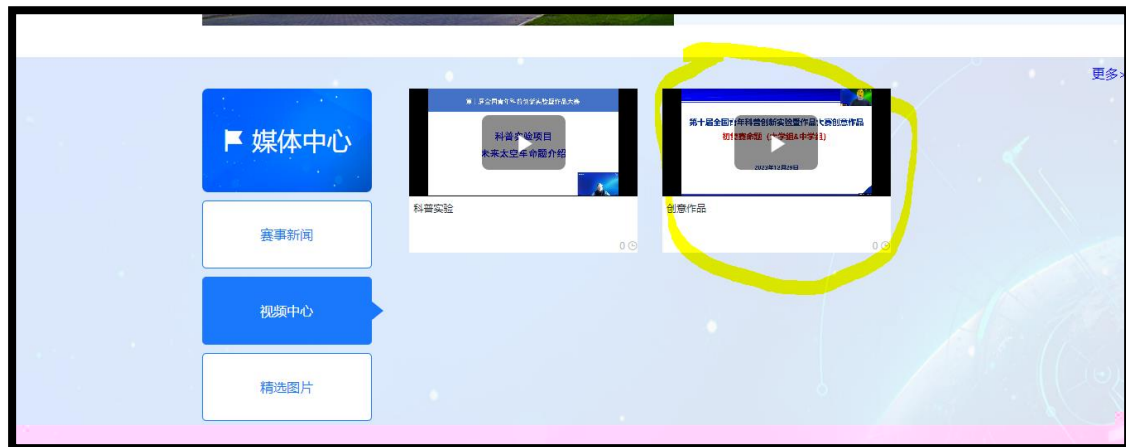 更多
媒体中心
赛事新闻
视频中心
精选图片
科普实验项目
未来太空车命题介绍
科普实验
0
第十届全国青年科普创新实验暨作品大赛创意作品
2023年12月29日
创意作品
0